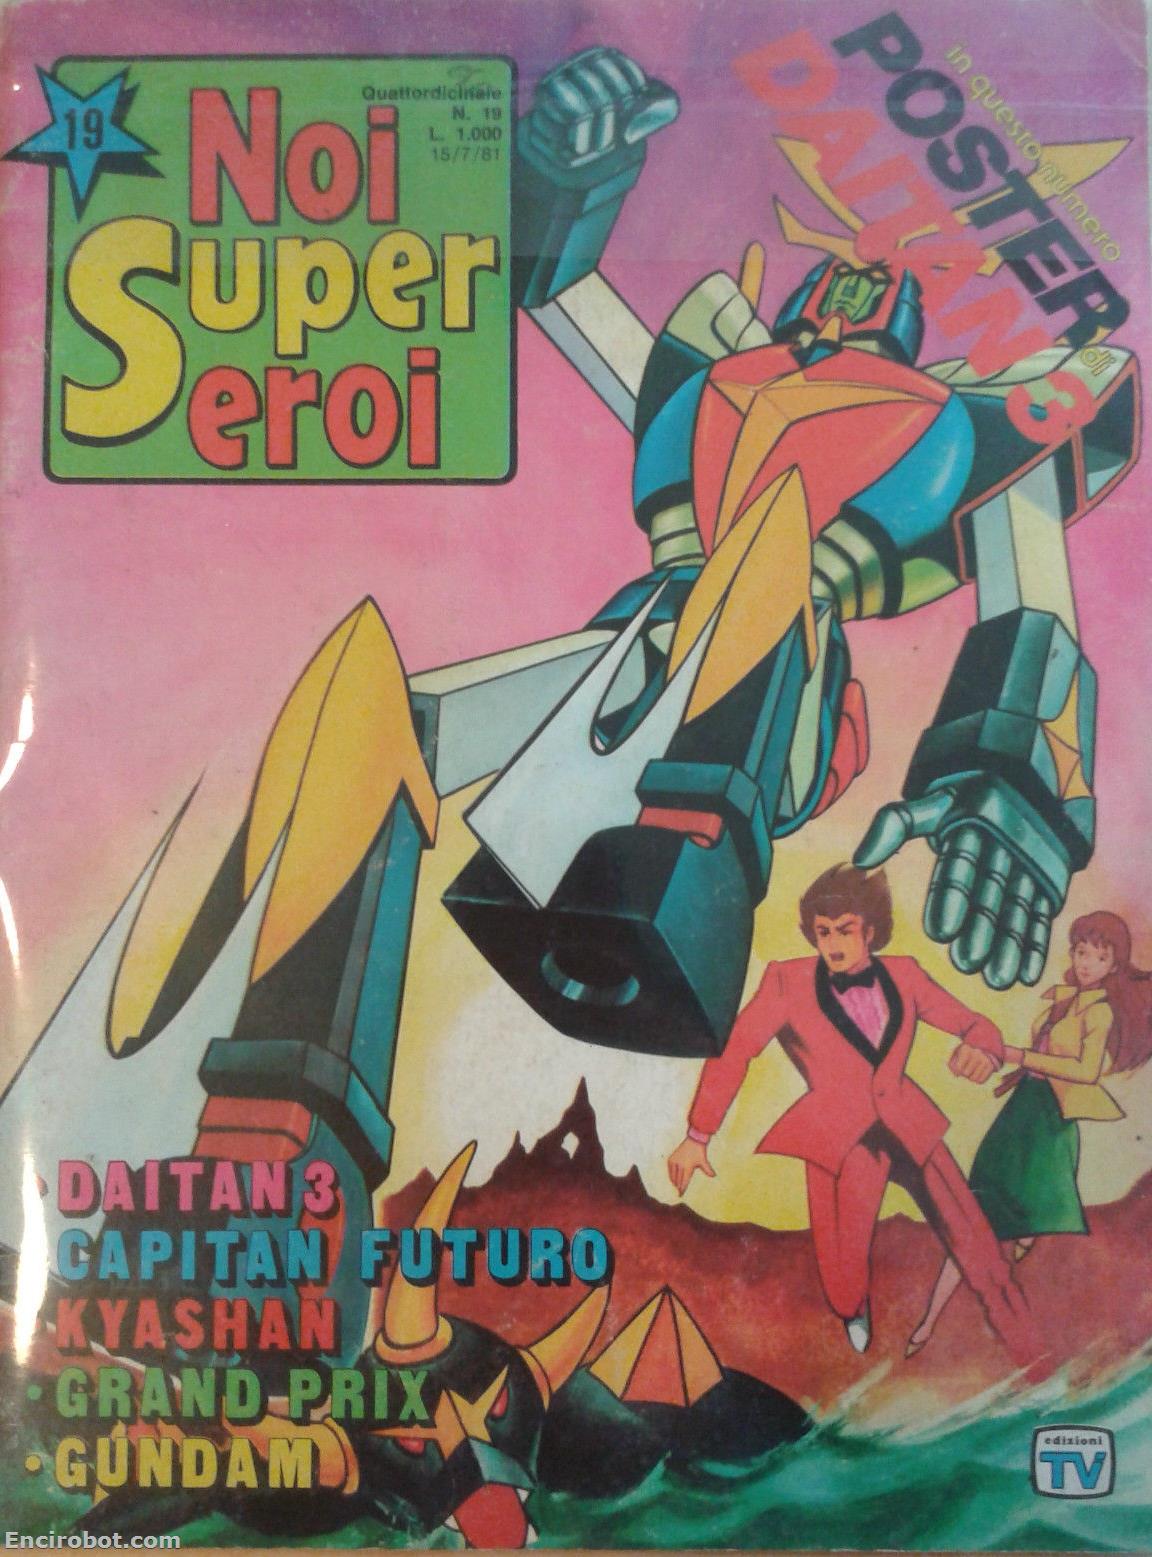 19
Noi
Super
eroi
Quattordicinale
N. 19
L. 1.000
15/7/81
in questo numero
POSTER di
DAITAN 3
DAITAN 3
CAPITAN FUTURO
KYASHAN
• GRAND PRIX
• GUNDAM
edizioni
TV
Encirobot.com